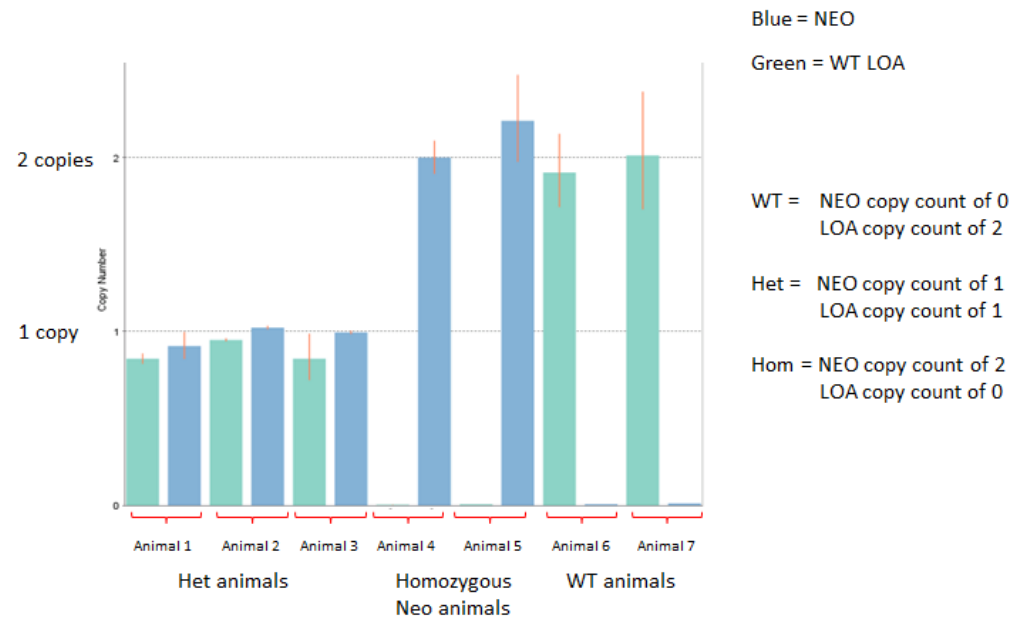 Blue = NEO
Green = WT LOA
2 copies
2
WT = NEO copy count of 0
LOA copy count of 2
Copy Number
Het = NEO copy count of 1
LOA copy count of 1
1 copy
1
Hom = NEO copy count of 2
LOA copy count of 0
0
Animal 1 Animal 2 Animal 3 Animal 4 Animal 5 Animal 6 Animal 7
Het animals Homozygous WT animals
Neo animals